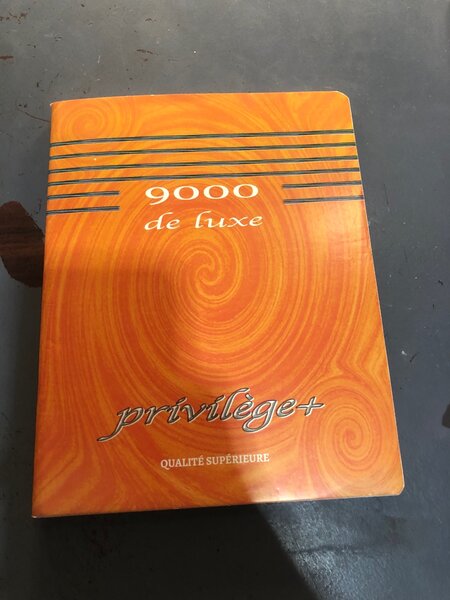 9000
de luxe
privilège+
QUALITÉ SUPÉRIEURE